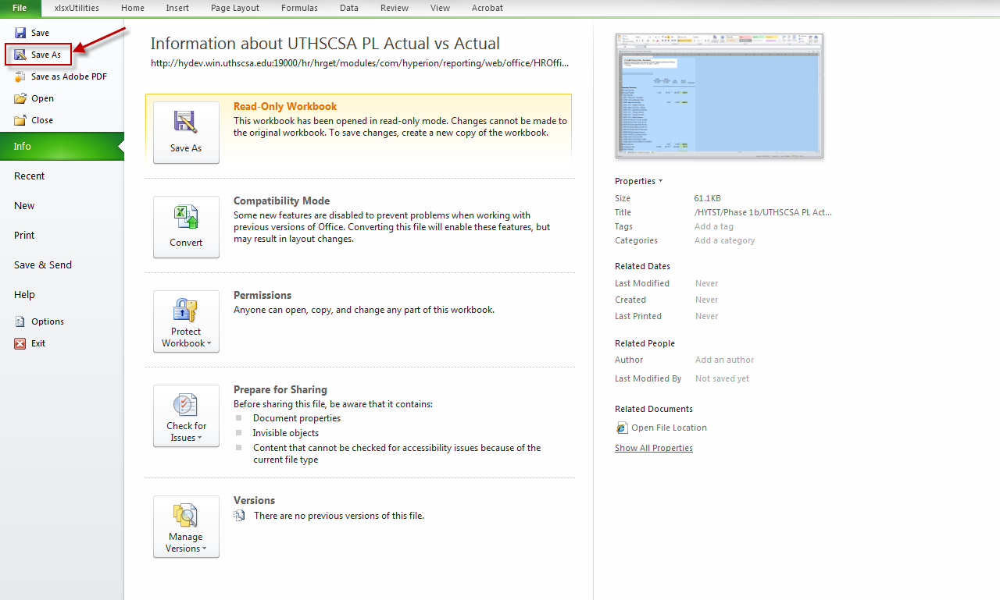 File xlsxUtilities Home Insert Page Layout Formulas Data Review View Acrobat
Save
Save As
Save as Adobe PDF
Open
Close
Info
Recent
New
Print
Save & Send
Help
Options
Exit
Information about UTHSCSA PL Actual vs Actual
http://hydev.win.uthscsa.edu:19000/hr/hrget/modules/com/hyperion/reporting/web/office/HROffi...
Save As
Read-Only Workbook
This workbook has been opened in read-only mode. Changes cannot be made to
the original workbook. To save changes, create a new copy of the workbook.
Convert
Compatibility Mode
Some new features are disabled to prevent problems when working with
previous versions of Office. Converting this file will enable these features, but
may result in layout changes.
Protect
Workbook
Permissions
Anyone can open, copy, and change any part of this workbook.
Check for
Issues
Prepare for Sharing
Before sharing this file, be aware that it contains:
Document properties
Invisible objects
Content that cannot be checked for accessibility issues because of the
current file type
Manage
Versions
Versions
There are no previous versions of this file.
Properties
Size 61.1KB
Title /HYTST/Phase 1b/UTHSCSA PL Act...
Tags Add a tag
Categories Add a category
Related Dates
Last Modified Never
Created Never
Last Printed Never
Related People
Author Add an author
Last Modified By Not saved yet
Related Documents
Open File Location
Show All Properties